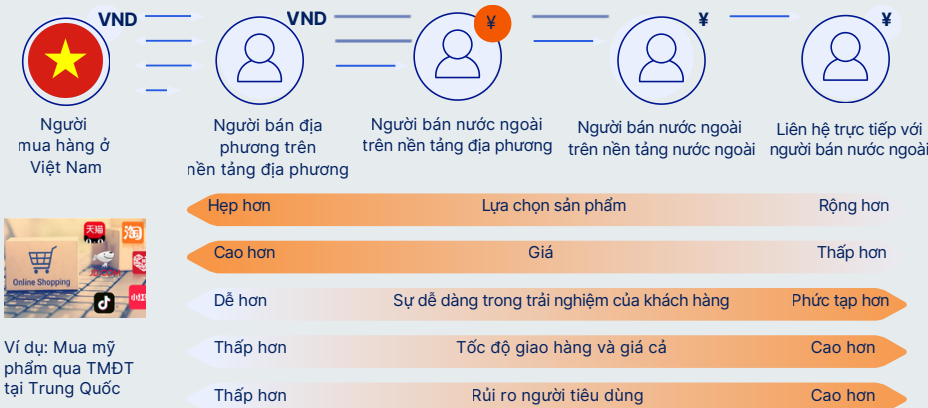 VND
VND
¥
¥
¥
Người
mua hàng ở
Việt Nam
Người bán địa
phương trên
nền tảng địa phương
Người bán nước ngoài
trên nền tảng địa phương
Người bán nước ngoài
trên nền tảng nước ngoài
Liên hệ trực tiếp với
người bán nước ngoài
Hẹp hơn Lựa chọn sản phẩm Rộng hơn
Cao hơn Giá Thấp hơn
Dễ hơn Sự dễ dàng trong trải nghiệm của khách hàng Phức tạp hơn
Thấp hơn Tốc độ giao hàng và giá cả Cao hơn
Thấp hơn Rủi ro người tiêu dùng Cao hơn
天猫
淘
Online Shopping
Ví dụ: Mua mỹ
phẩm qua TMĐT
tại Trung Quốc